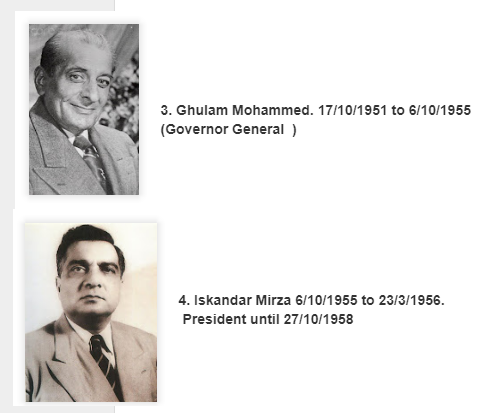 3. Ghulam Mohammed. 17/10/1951 to 6/10/1955
(Governor General  )
4. Iskandar Mirza 6/10/1955 to 23/3/1956.
President until 27/10/1958